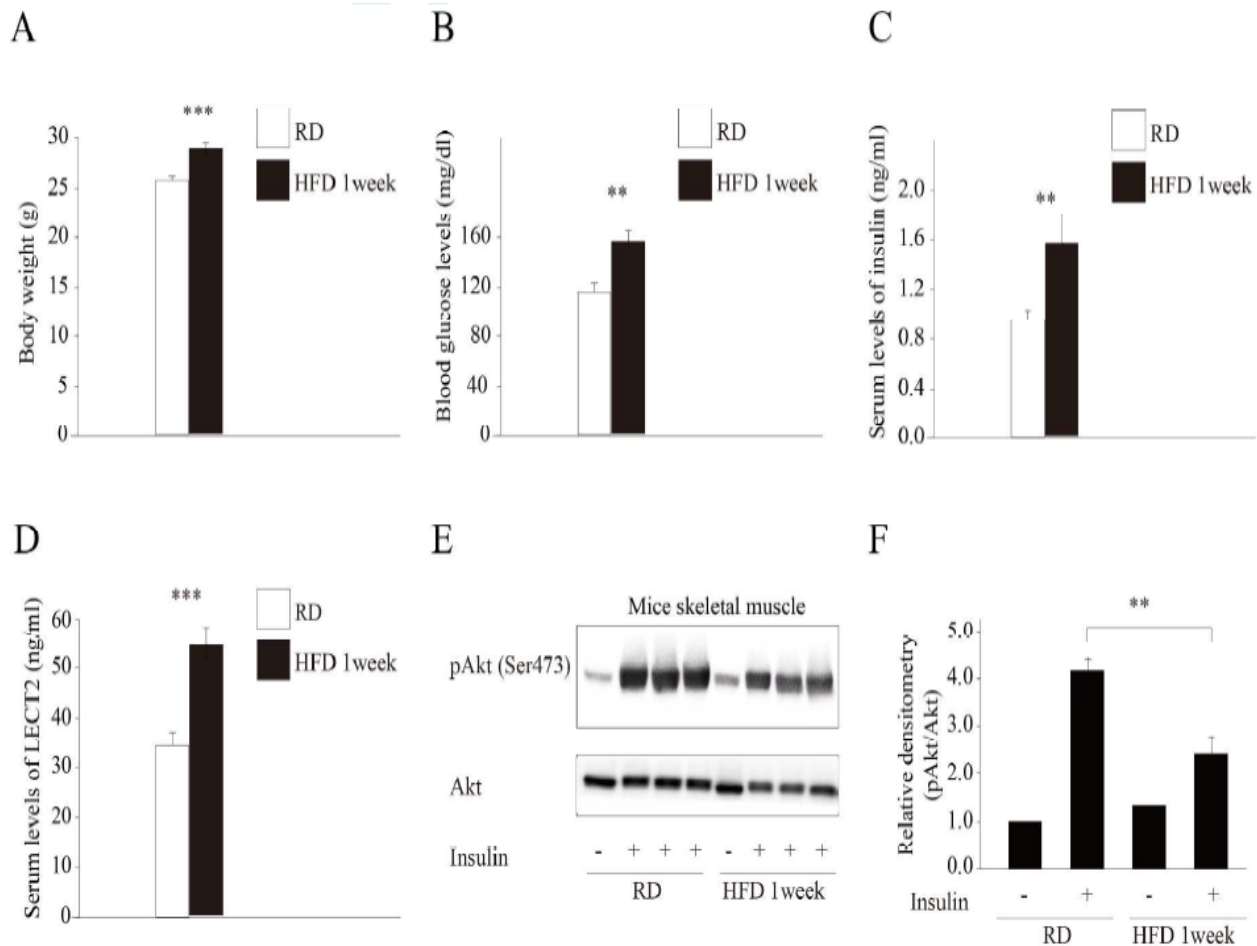 A
B
C
***
RD
HFD 1week
Body weight (g)
30
25
20
15
10
5
0
**
RD
HFD 1week
Blood glucose levels (mg/dl)
160
120
80
40
0
**
RD
HFD 1week
Serum levels of insulin (ng/ml)
2.0
1.6
1.2
0.8
0.4
0.0
D
E
F
***
RD
HFD 1week
Serum levels of LECT2 (ng/ml)
60
50
40
30
20
10
0
Mice skeletal muscle
pAkt (Ser473)
Akt
Insulin - + + + - + + +
RD HFD 1week
**
Relative densitometry
(pAkt/Akt)
5.0
4.0
3.0
2.0
1.0
0.0
Insulin - + - +
RD HFD 1week